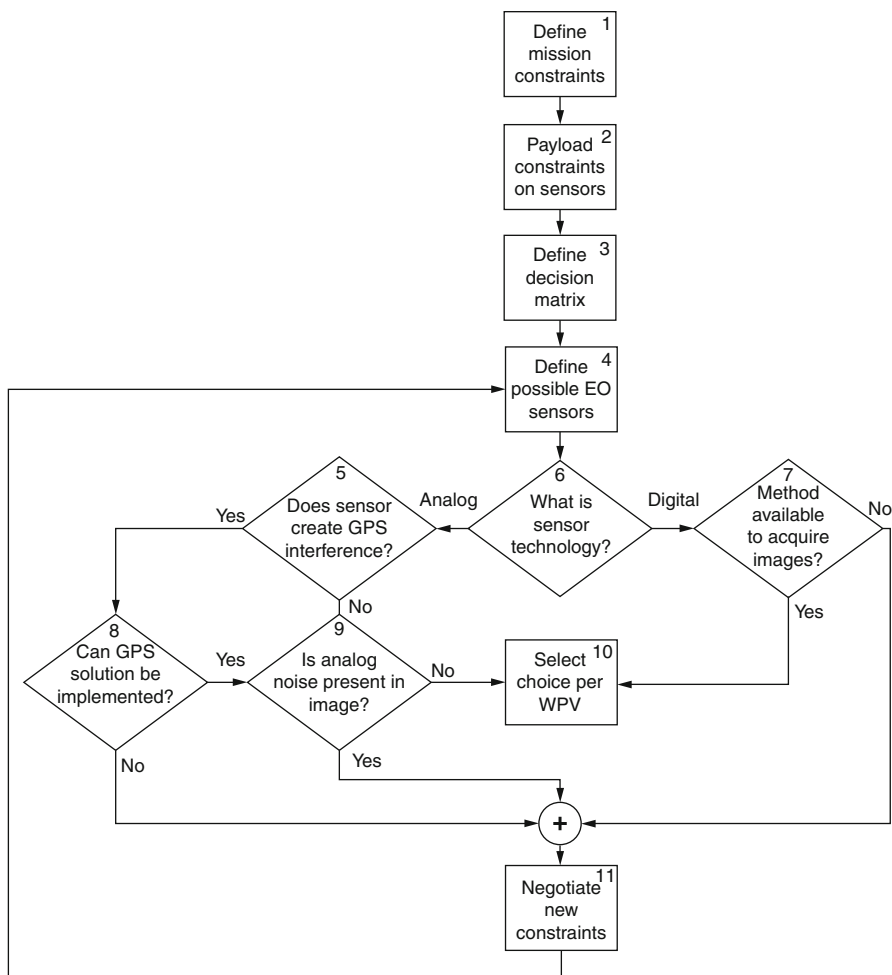 1
Define
mission
constraints
2
Payload
constraints
on sensors
3
Define
decision
matrix
4
Define
possible EO
sensors
5
Does sensor
create GPS
interference?
Analog
6
What is
sensor
technology?
Digital
7
Method
available
to acquire
images?
No
Yes
No
Yes
8
Can GPS
solution be
implemented?
Yes
9
Is analog
noise present in
image?
No
10
Select
choice per
WPV
No
Yes
+
11
Negotiate
new
constraints